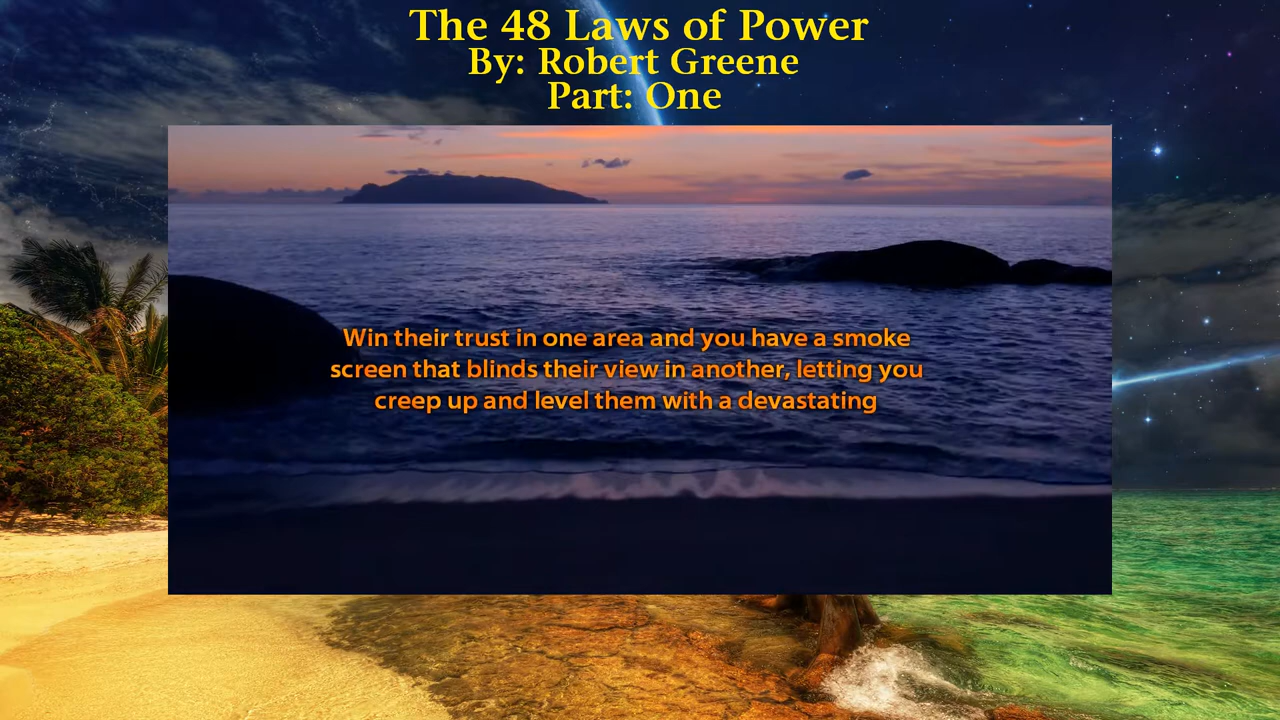 The 48 Laws of Power
By: Robert Greene
Part: One
Win their trust in one area and you have a smoke
screen that blinds their view in another, letting you
creep up and level them with a devastating